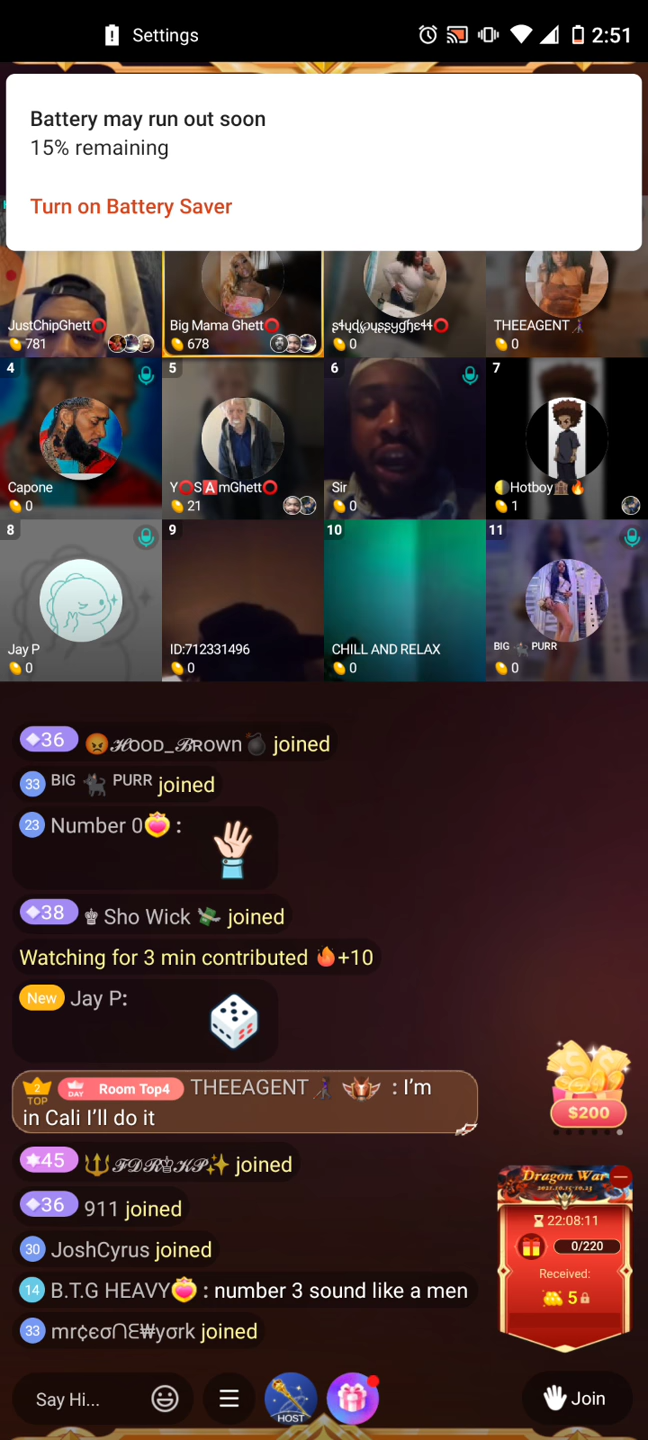 Settings
2:51
Battery may run out soon
15% remaining
Turn on Battery Saver
JustChipGhett⭕
781
Big Mama Ghett⭕
678
0
THEEAGENT
0
4
Capone
0
5
Y⭕S🅰mGhett⭕
21
6
Sir
0
7
Hotboy🔥
1
8
Jay P
0
9
ID:712331496
0
10
CHILL AND RELAX
0
11
BIG 🐈‍⬛ PURR
0
36 😡ℋOOD_ℬROWN💣 joined
33 BIG 🐈‍⬛ PURR joined
23 Number 0 :
38 ♕ Sho Wick 💸 joined
Watching for 3 min contributed 🔥+10
New Jay P:
2 TOP DAY Room Top4 THEEAGENT : I'm
in Cali I'll do it
45 joined
36 911 joined
30 JoshCyrus joined
14 B.T.G HEAVY : number 3 sound like a men
33 mr¢єσ∩Ɛ₩yσrk joined
$200
Dragon War
22:08:11
0/220
Received:
5
Say Hi...
HOST
Join